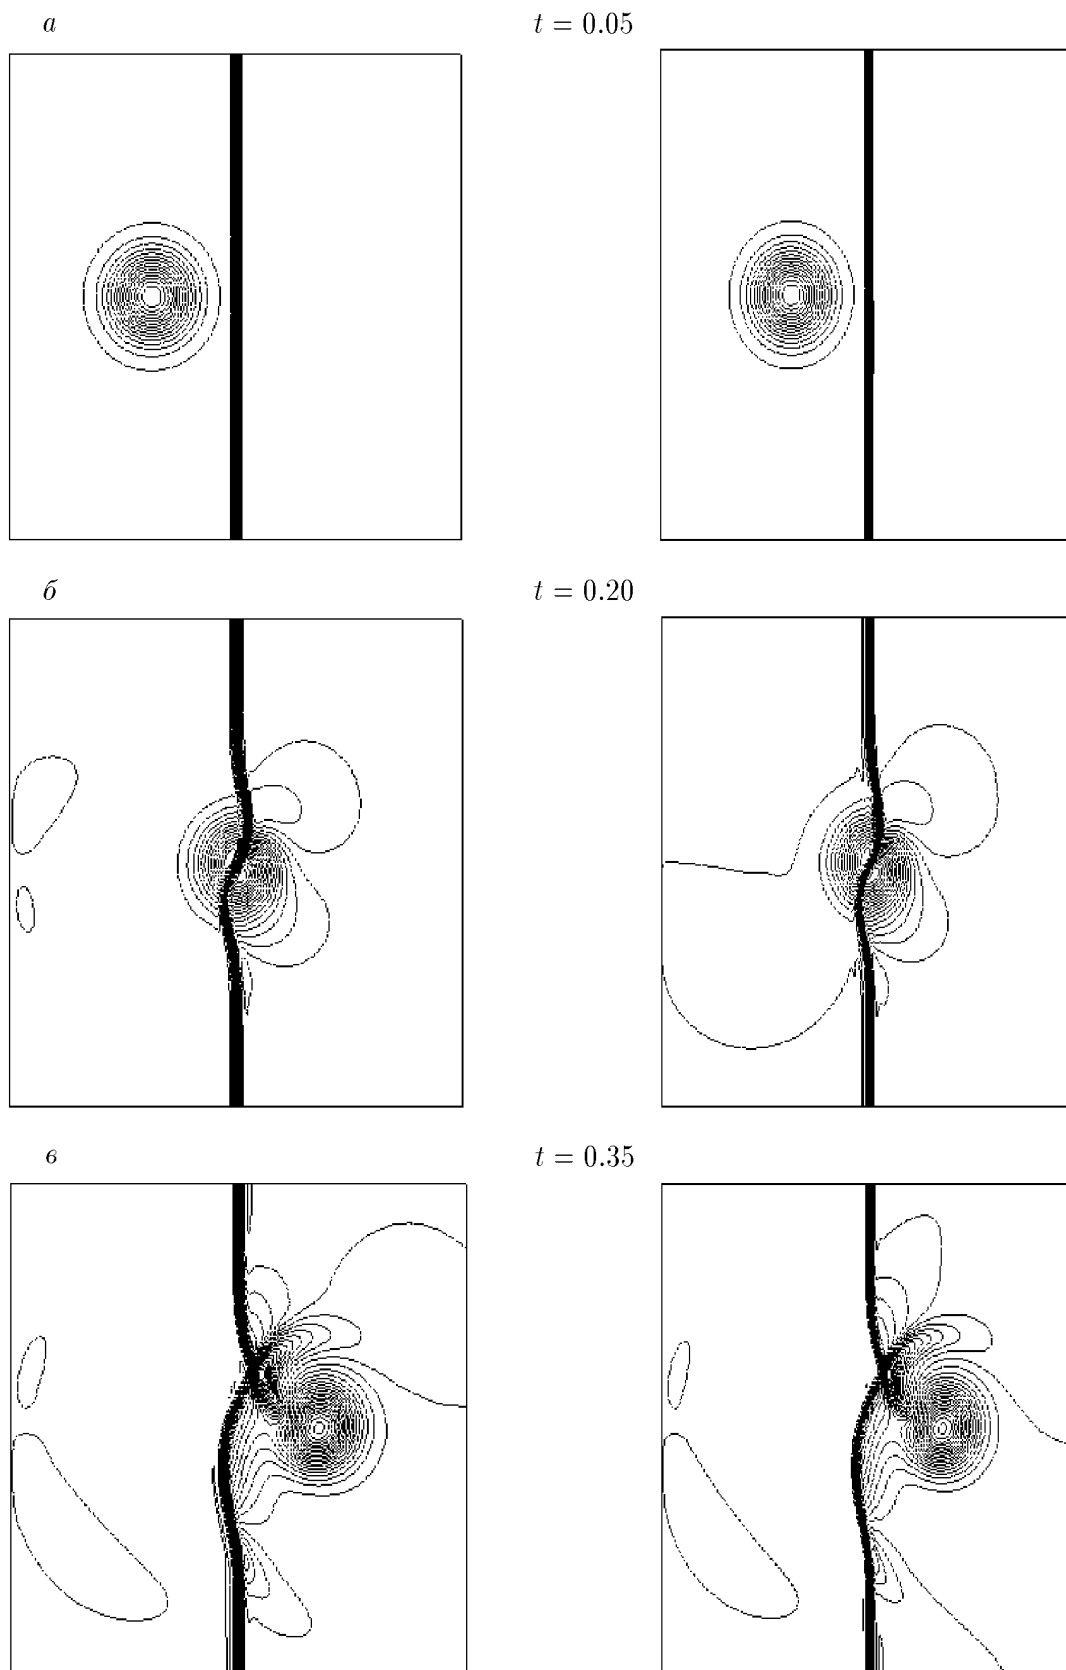 а t = 0.05
б t = 0.20
в t = 0.35